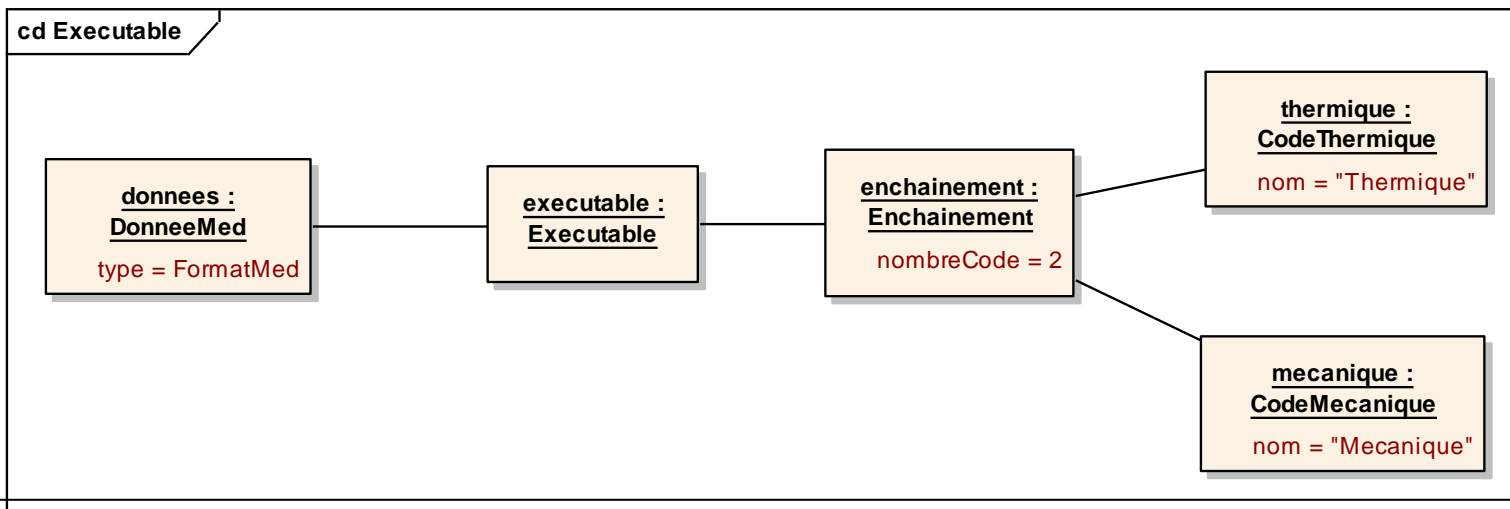 cd Executable
donnees :
DonneeMed
type = FormatMed
executable :
Executable
enchainement :
Enchainement
nombreCode = 2
thermique :
CodeThermique
nom = "Thermique"
mecanique :
CodeMecanique
nom = "Mecanique"